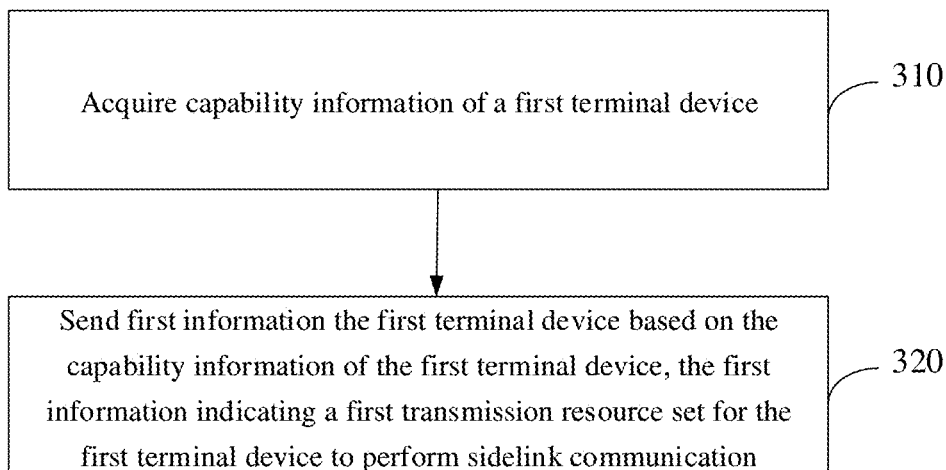 Acquire capability information of a first terminal device
310
Send first information the first terminal device based on the
capability information of the first terminal device, the first
information indicating a first transmission resource set for the
first terminal device to perform sidelink communication
320